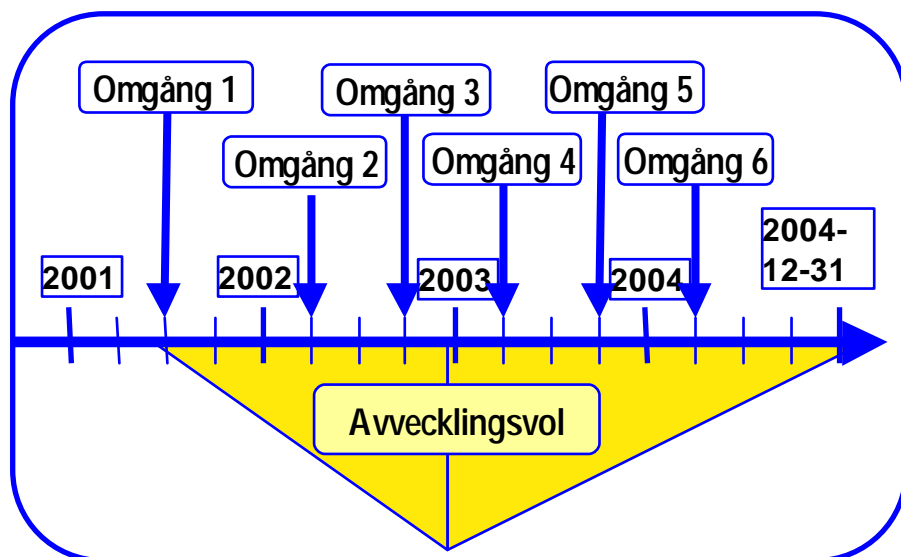 Omgång 1
Omgång 3
Omgång 5
Omgång 2
Omgång 4
Omgång 6
2001
2002
2003
2004
2004-
12-31
Avvecklingsvol